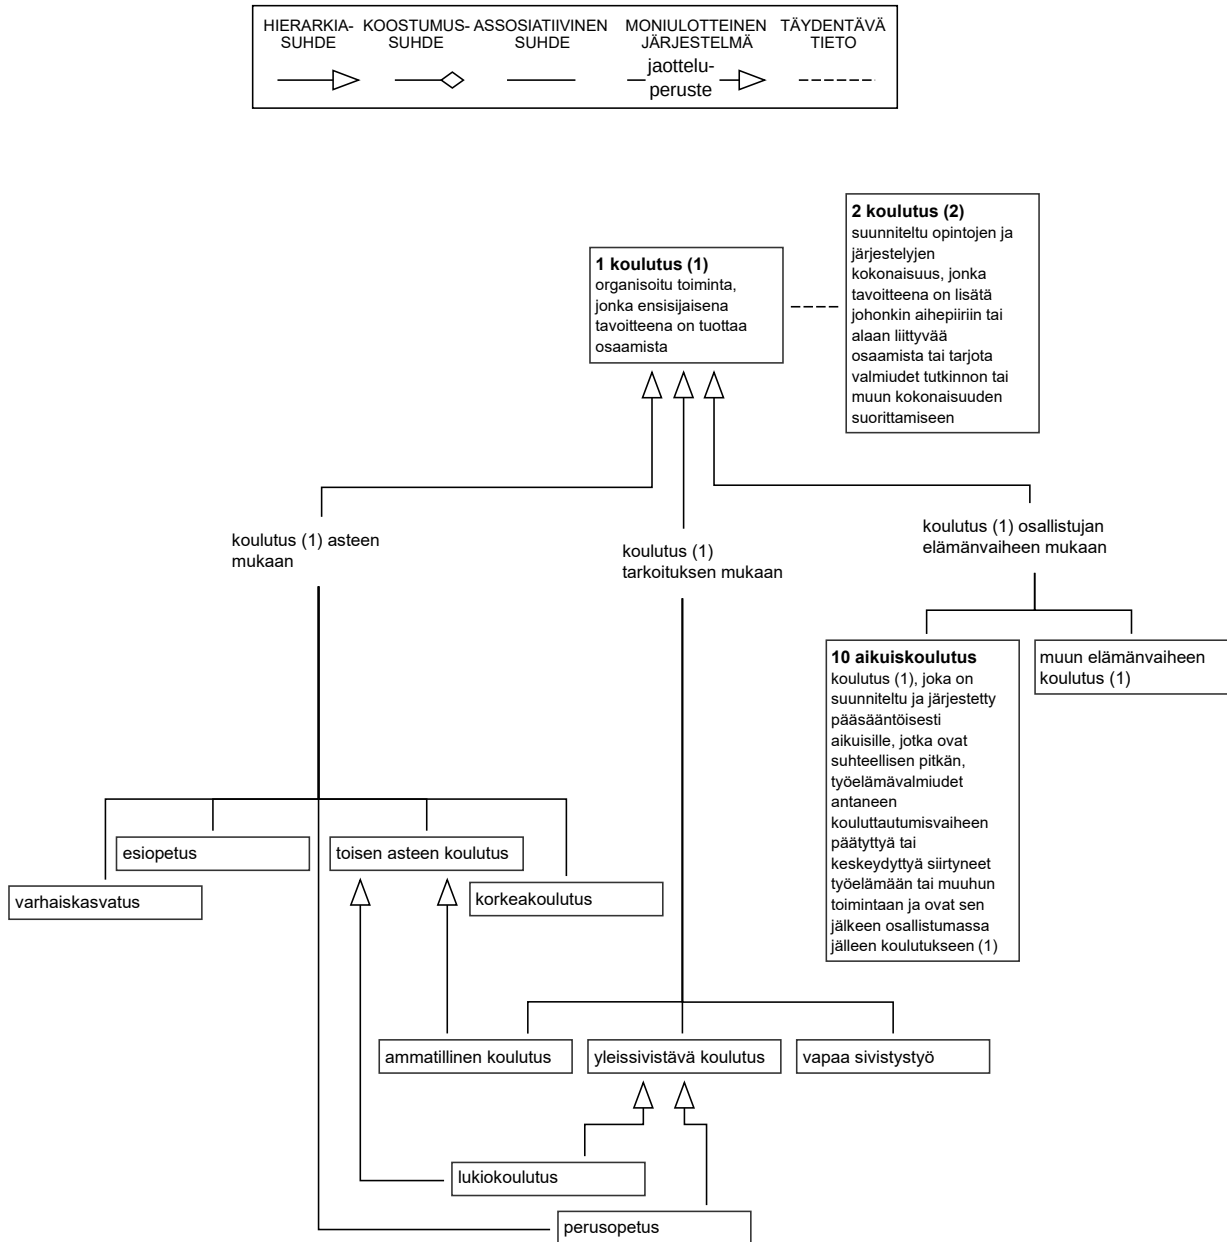 HIERARKIA-
SUHDE
KOOSTUMUS-
SUHDE
ASSOSIATIIVINEN
SUHDE
MONIULOTTEINEN
JÄRJESTELMÄ
jaottelu-
peruste
TÄYDENTÄVÄ
TIETO
1 koulutus (1)
organisoitu toiminta,
jonka ensisijaisena
tavoitteena on tuottaa
osaamista
2 koulutus (2)
suunniteltu opintojen ja
järjestelyjen
kokonaisuus, jonka
tavoitteena on lisätä
johonkin aihepiiriin tai
alaan liittyvää
osaamista tai tarjota
valmiudet tutkinnon tai
muun kokonaisuuden
suorittamiseen
koulutus (1) asteen
mukaan
koulutus (1)
tarkoituksen mukaan
koulutus (1) osallistujan
elämänvaiheen mukaan
10 aikuiskoulutus
koulutus (1), joka on
suunniteltu ja järjestetty
pääsääntöisesti
aikuisille, jotka ovat
suhteellisen pitkän,
työelämävalmiudet
antaneen
kouluttautumisvaiheen
päätyttyä tai
keskeydyttyä siirtyneet
työelämään tai muuhun
toimintaan ja ovat sen
jälkeen osallistumassa
jälleen koulutukseen (1)
muun elämänvaiheen
koulutus (1)
esiopetus
toisen asteen koulutus
varhaiskasvatus
korkeakoulutus
ammatillinen koulutus
yleissivistävä koulutus
vapaa sivistystyö
lukiokoulutus
perusopetus